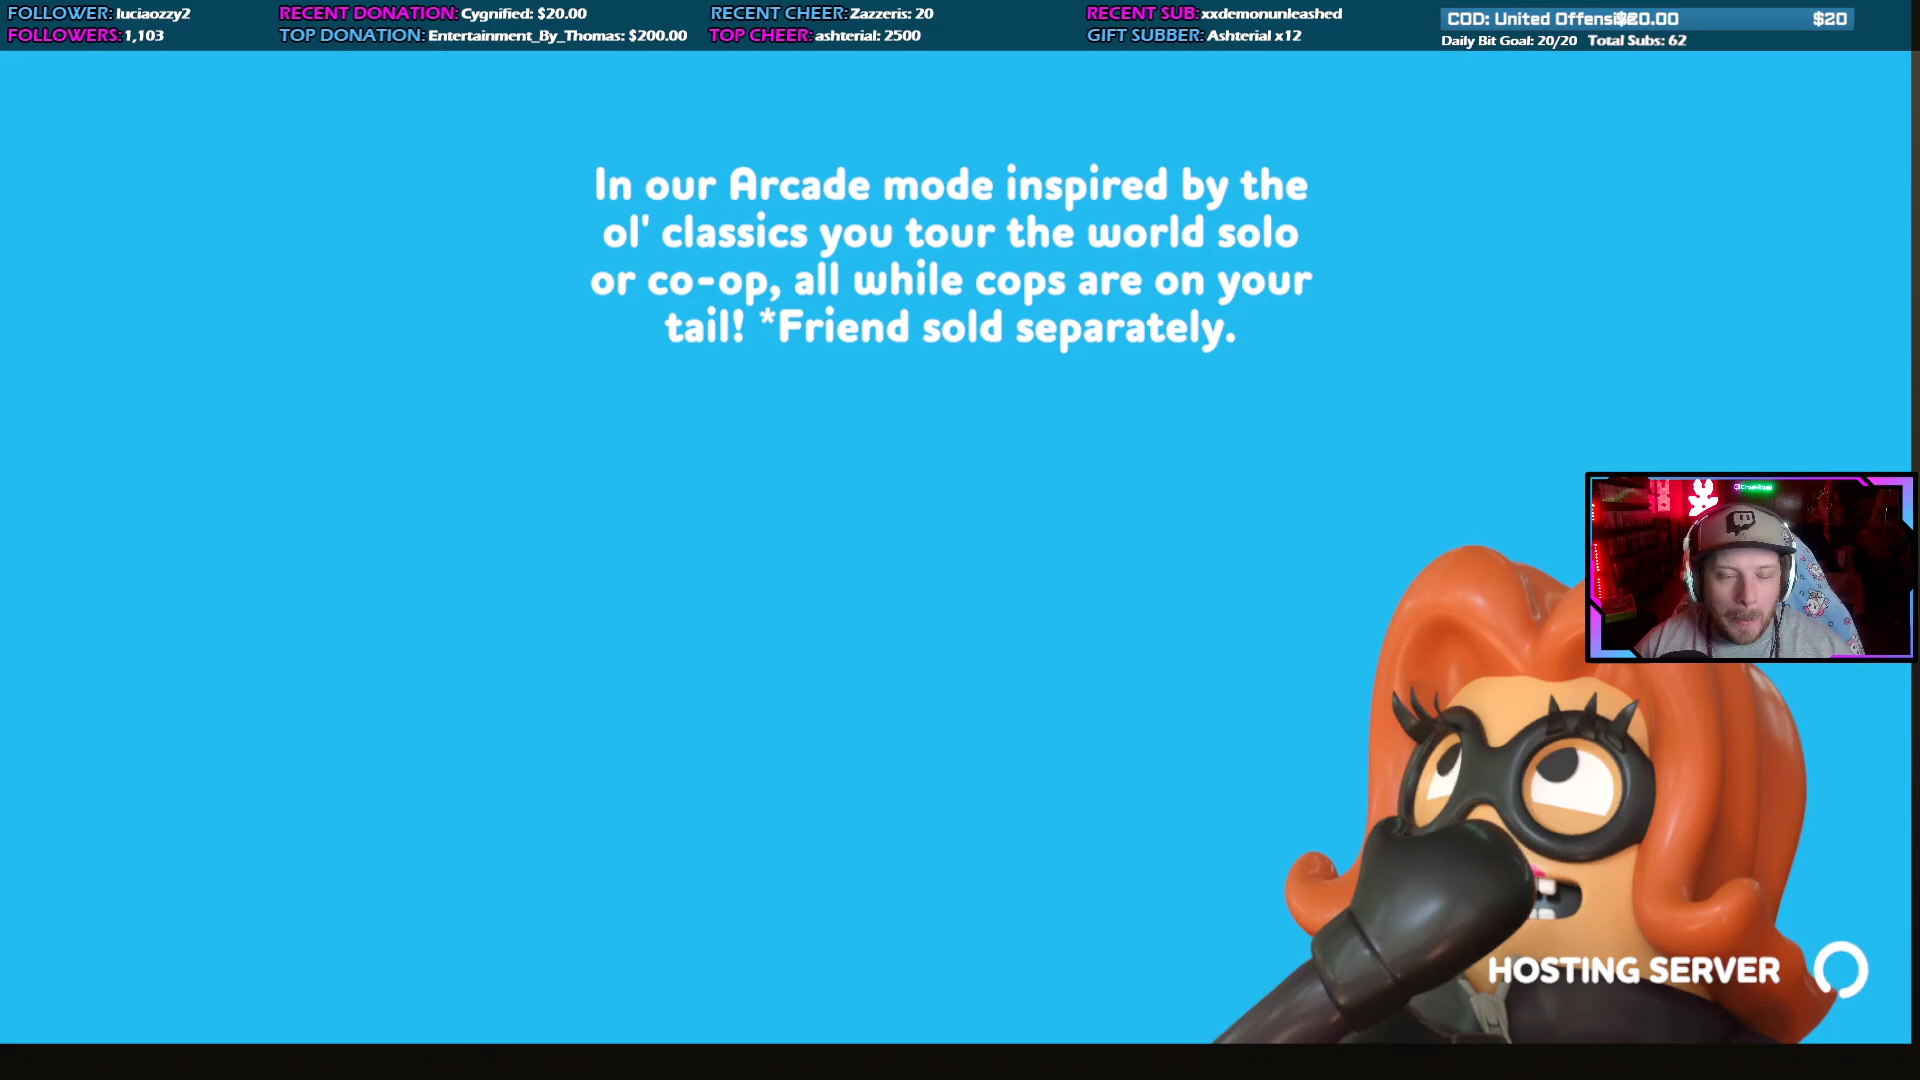 FOLLOWER: luciaozzy2
FOLLOWERS: 1,103
RECENT DONATION: Cygnified: $20.00
TOP DONATION: Entertainment_By_Thomas: $200.00
RECENT CHEER: Zazzeris: 20
TOP CHEER: ashterial: 2500
RECENT SUB: xxdemonunleashed
GIFT SUBBER: Ashterial x12
COD: United Offensi $20
Daily Bit Goal: 20/20 Total Subs: 62
In our Arcade mode inspired by the
ol' classics you tour the world solo
or co-op, all while cops are on your
tail! *Friend sold separately.
HOSTING SERVER